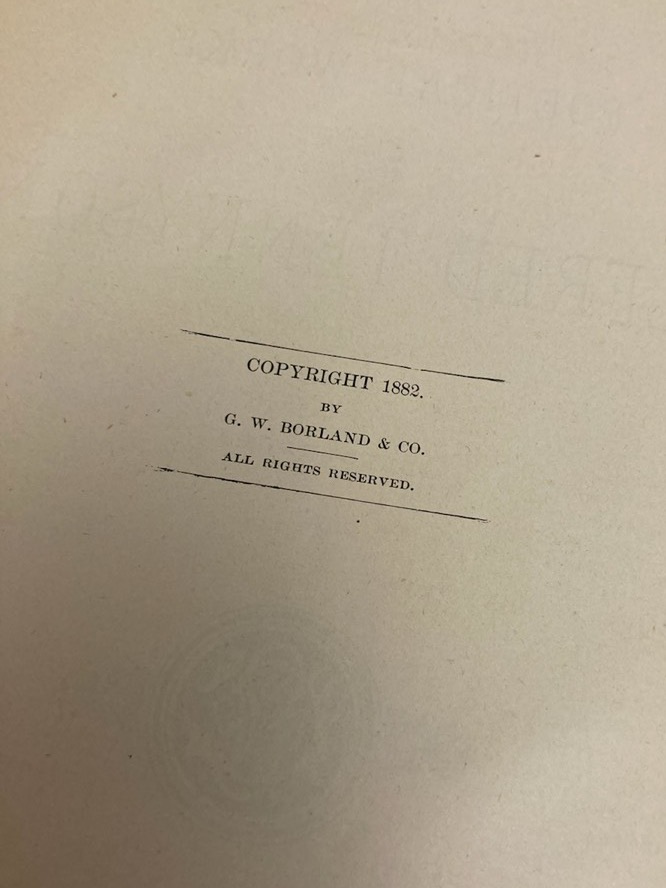 COPYRIGHT 1882.
BY
G. W. BORLAND & CO.
ALL RIGHTS RESERVED.